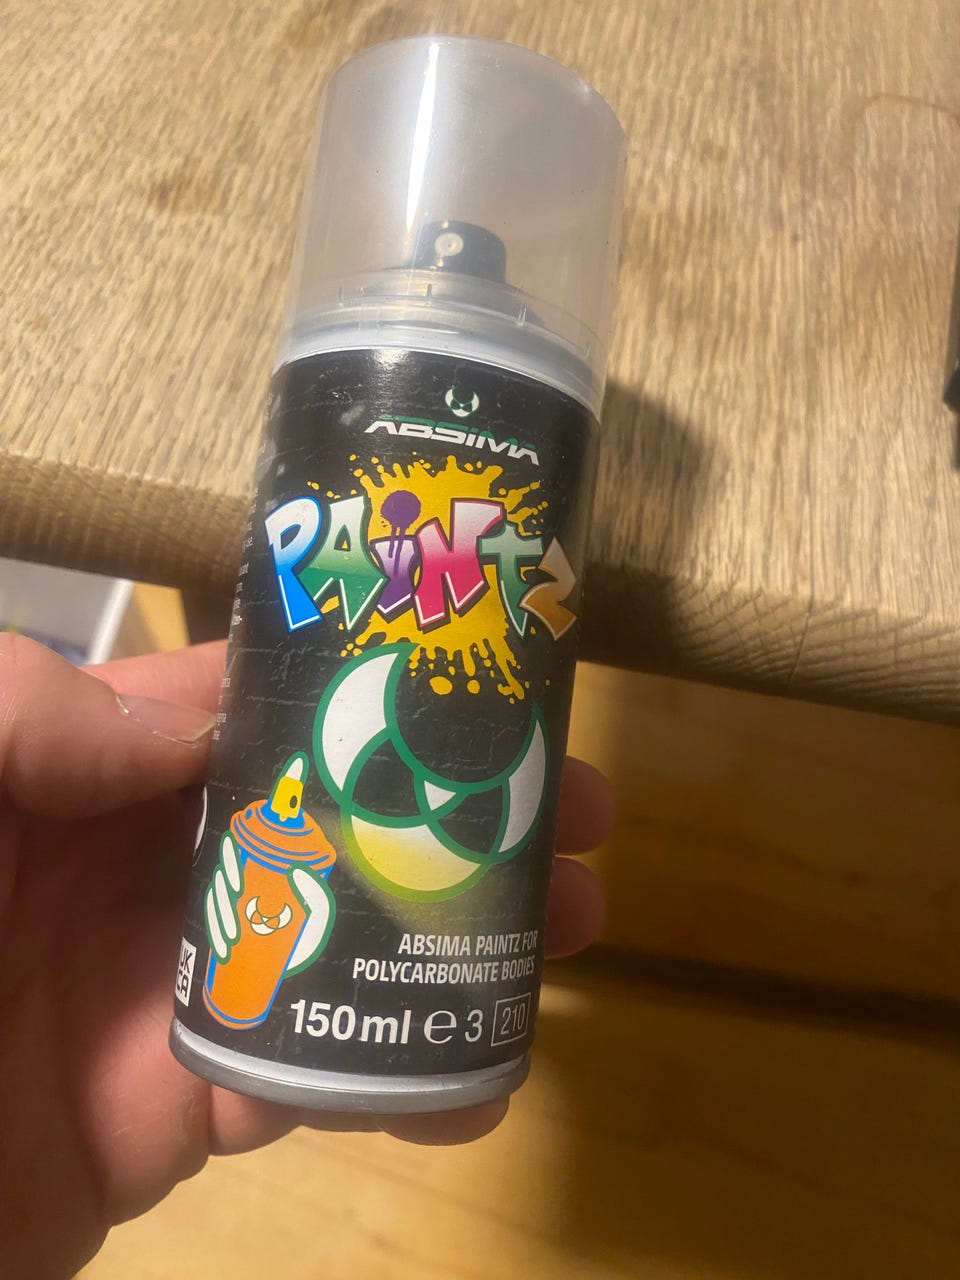 ABSIMA
PAINTZ
ABSIMA PAINTZ FOR
POLYCARBONATE BODIES
UK
CA
150ml e 3 210